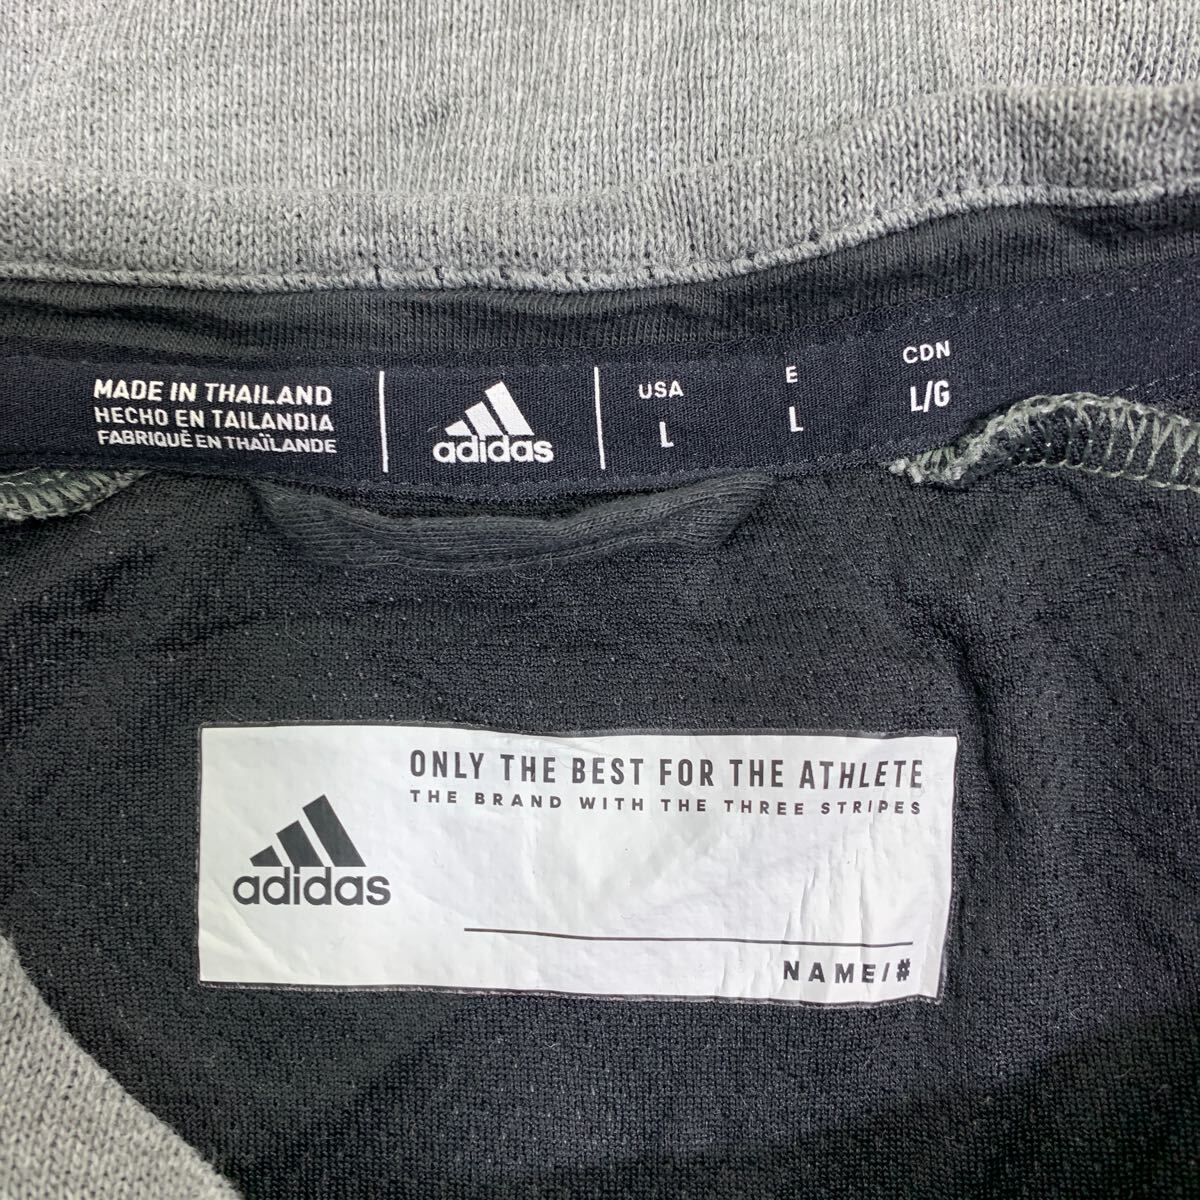 MADE IN THAILAND
HECHO EN TAILANDIA
FABRIQUÉ EN THAÏLANDE
adidas
USA
L
E
L
CDN
L/G
ONLY THE BEST FOR THE ATHLETE
THE BRAND WITH THE THREE STRIPES
adidas
NAME/#